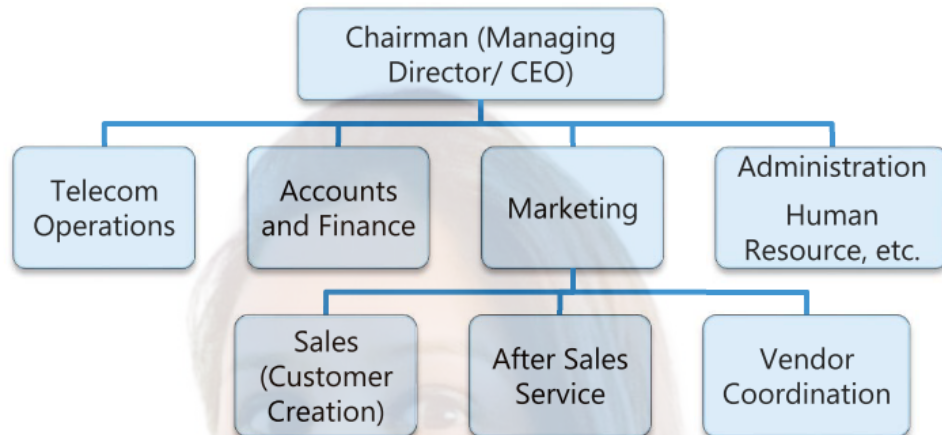 Chairman (Managing
Director/ CEO)
Telecom
Operations
Accounts
and Finance
Marketing
Administration
Human
Resource, etc.
Sales
(Customer
Creation)
After Sales
Service
Vendor
Coordination